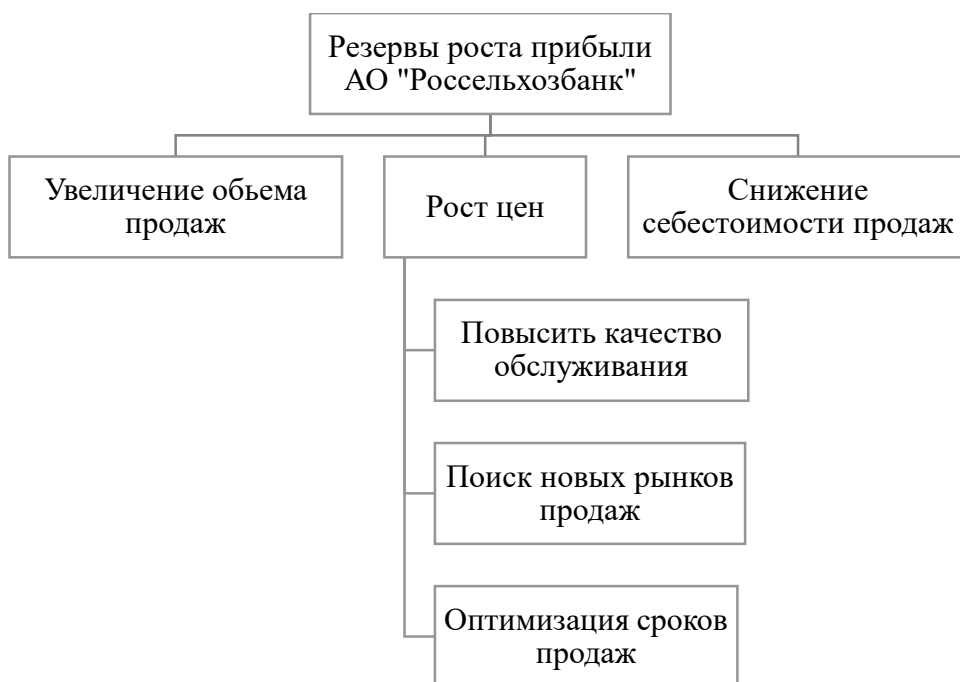 Резервы роста прибыли
АО "Россельхозбанк"
Увеличение обьема
продаж
Рост цен
Снижение
себестоимости продаж
Повысить качество
обслуживания
Поиск новых рынков
продаж
Оптимизация сроков
продаж